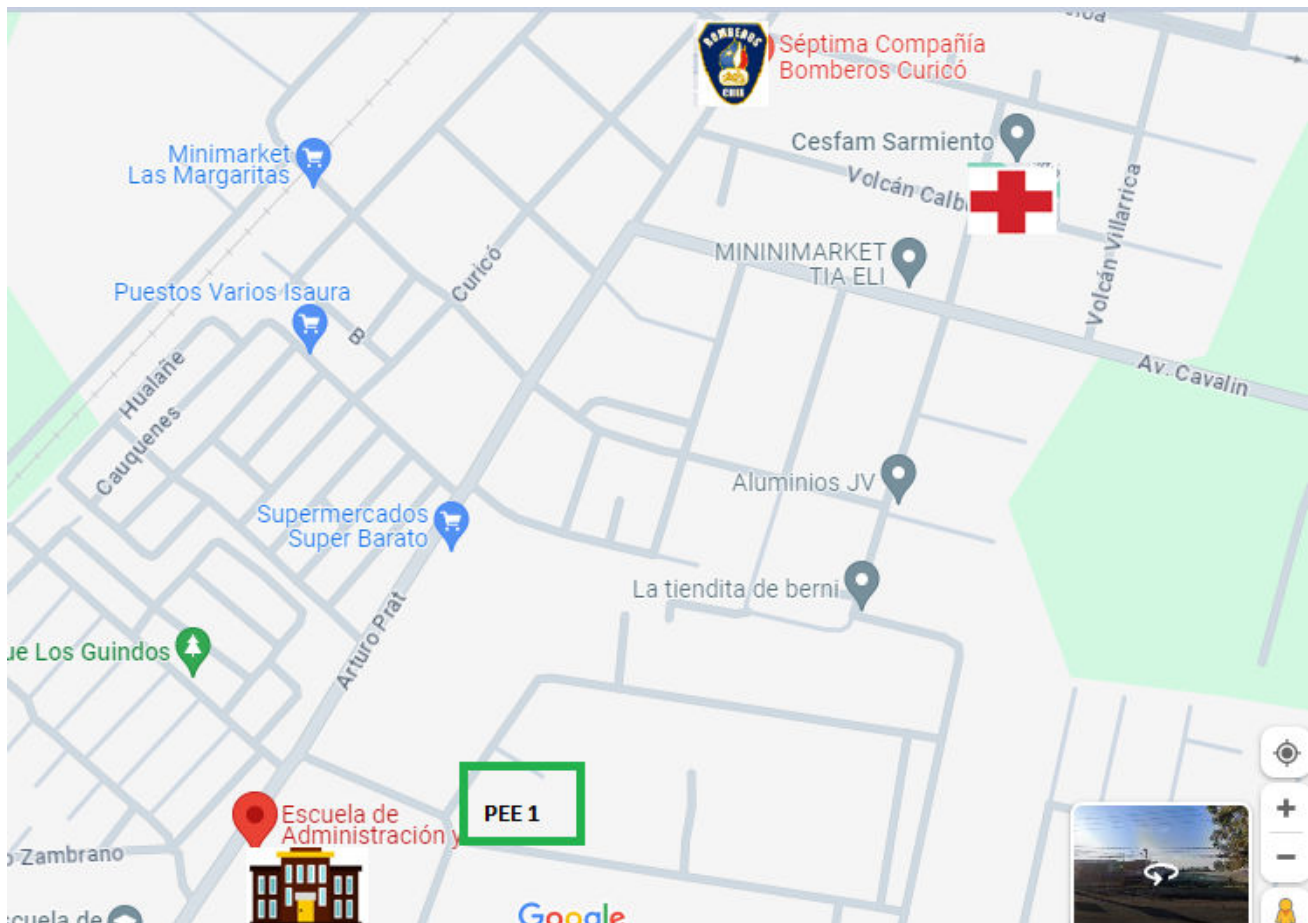 Séptima Compañía
Bomberos Curicó
BOMBEROS
CHILE
Cesfam Sarmiento
Minimarket
Las Margaritas
Volcán Calb
Volcán Villarrica
MININIMARKET
TIA ELI
Curicó
Puestos Varios Isaura
8
Av. Cavalin
Hualañe
Cauquenes
Aluminios JV
Supermercados
Super Barato
La tiendita de berni
Arturo Prat
ue Los Guindos
Escuela de
Administración y
PEE 1
o Zambrano
Google
scuela de